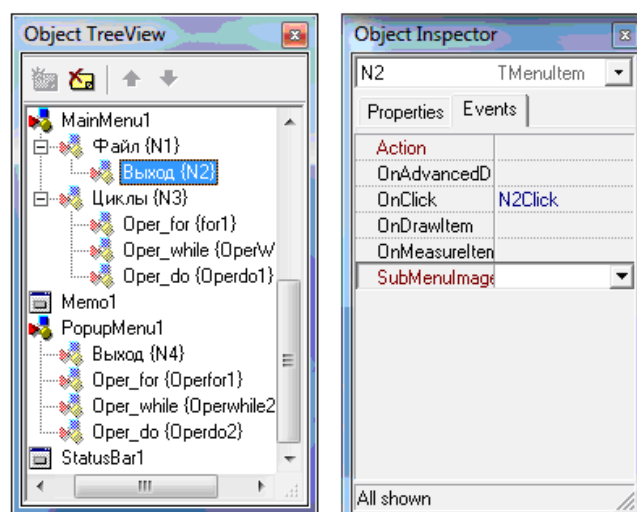 Object TreeView
MainMenu1
Файл {N1}
Выход {N2}
Циклы {N3}
Oper_for {for1}
Oper_while {OperW
Oper_do {Operdo1}
Memo1
PopupMenu1
Выход {N4}
Oper_for {Operfor1}
Oper_while {Operwhile2
Oper_do {Operdo2}
StatusBar1
Object Inspector
N2 TMenuItem
Properties Events
Action
OnAdvancedD
OnClick N2Click
OnDrawItem
OnMeasureIten
SubMenuImage
All shown